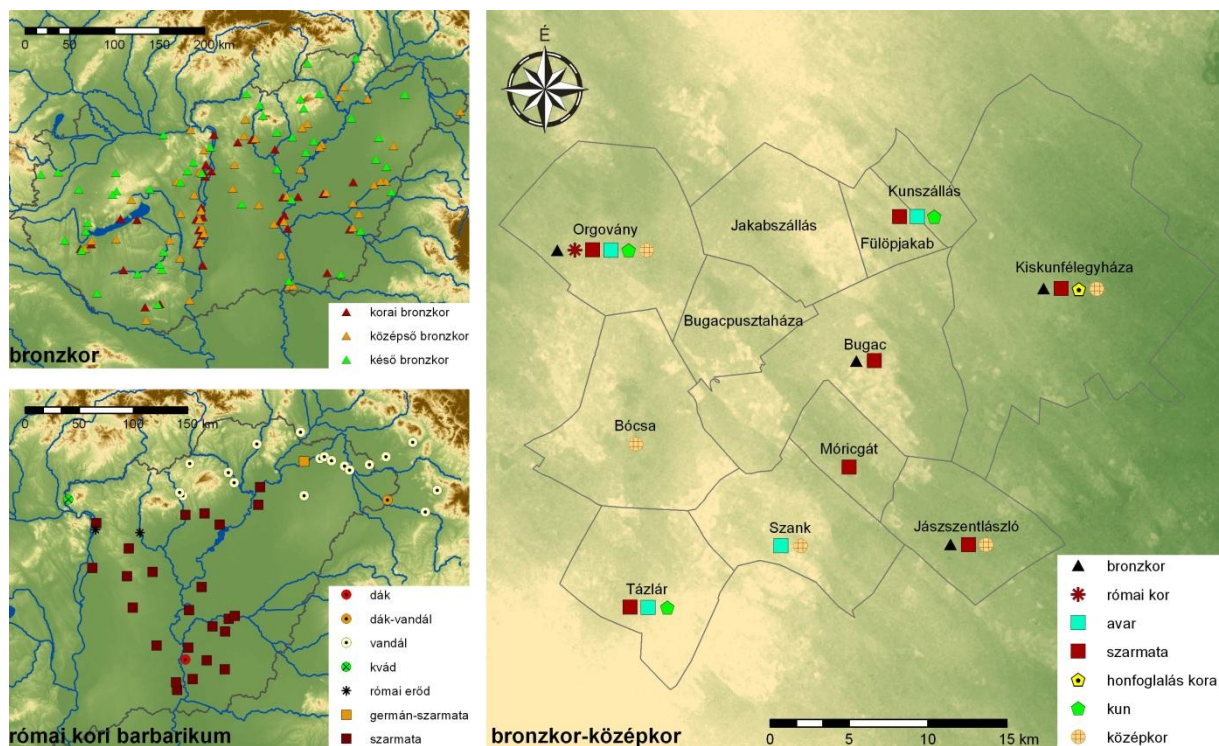 0 50 100 150 200 km
korai bronzkor
középső bronzkor
késő bronzkor
bronzkor
0 50 100 150 km
dák
dák-vandál
vandál
kvád
római erőd
germán-szarmata
szarmata
római kori barbarikum
É
Kunszállás
Jakabszállás
Orgovány
Fülöpjakab
Kiskunfélegyháza
Bugacpusztaháza
Bugac
Bócsa
Móricgát
Szank
Jászszentlászló
Tázlár
bronzkor
római kor
avar
szarmata
honfoglalás kora
kun
középkor
0 5 10 15 km
bronzkor-középkor